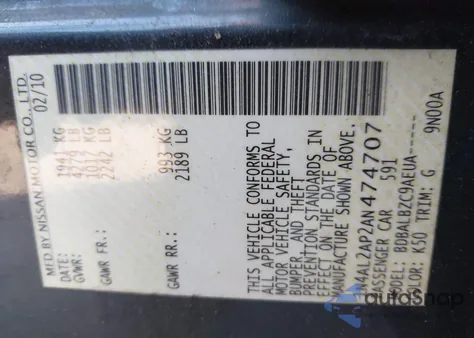 MFD BY NISSAN MOTOR CO., LTD.
DATE: 02/10
GVWR: 1941 KG
4279 LB
GAWR FR: 1017 KG
2242 LB
GAWR RR: 993 KG
2189 LB
THIS VEHICLE CONFORMS TO
ALL APPLICABLE FEDERAL
MOTOR VEHICLE SAFETY,
BUMPER, AND THEFT
PREVENTION STANDARDS IN
EFFECT ON THE DATE OF
MANUFACTURE SHOWN ABOVE.
1N4AL2AP2AN474707
PASSENGER CAR 591
MODEL: BDBALBZC9AEUA----- 9N00A
COLOR: K50 TRIM: G
autoSnap